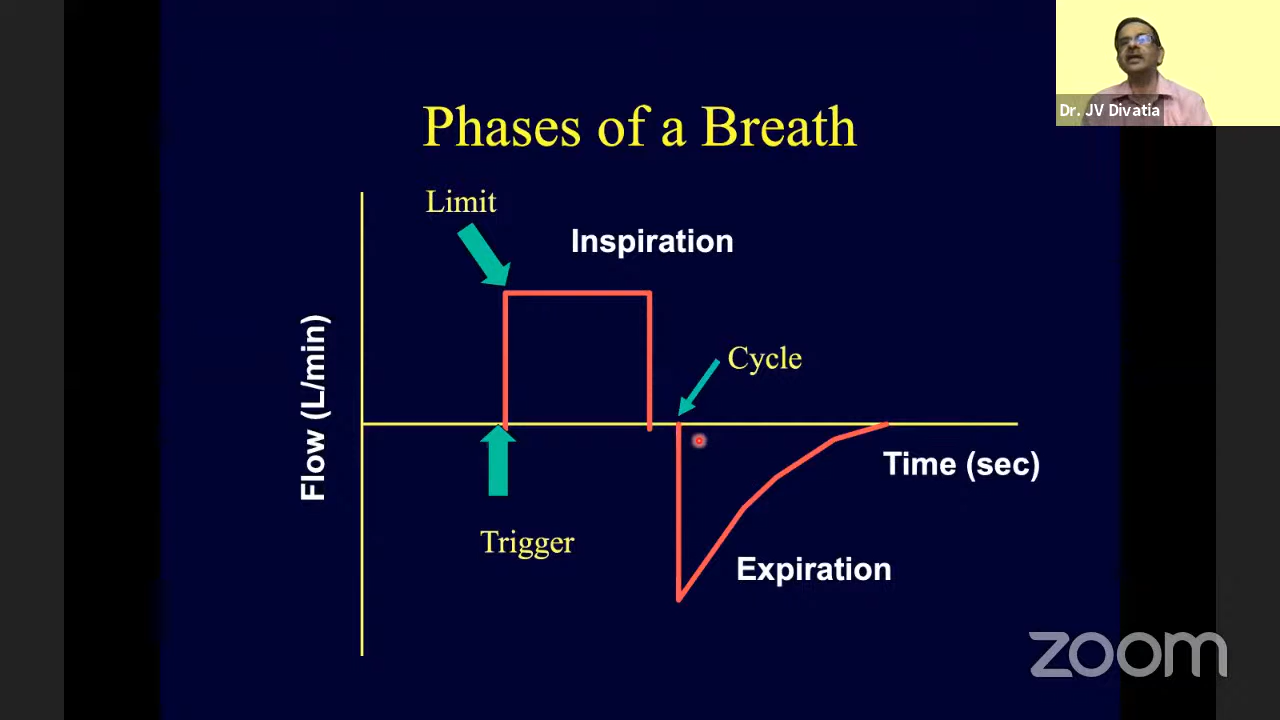 Dr. JV Divatia
Phases of a Breath
Limit
Inspiration
Flow (L/min)
Cycle
Time (sec)
Trigger
Expiration
zoom